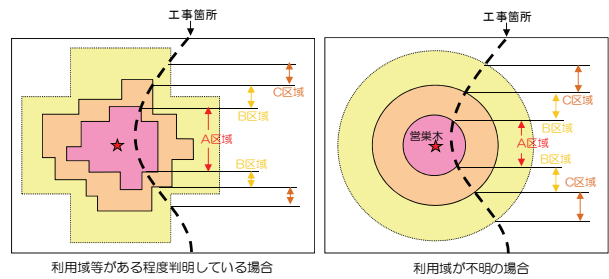 工事箇所
C区域
B区域
A区域
B区域
利用域等がある程度判明している場合
工事箇所
C区域
B区域
営巣木
A区域
B区域
C区域
利用域が不明の場合